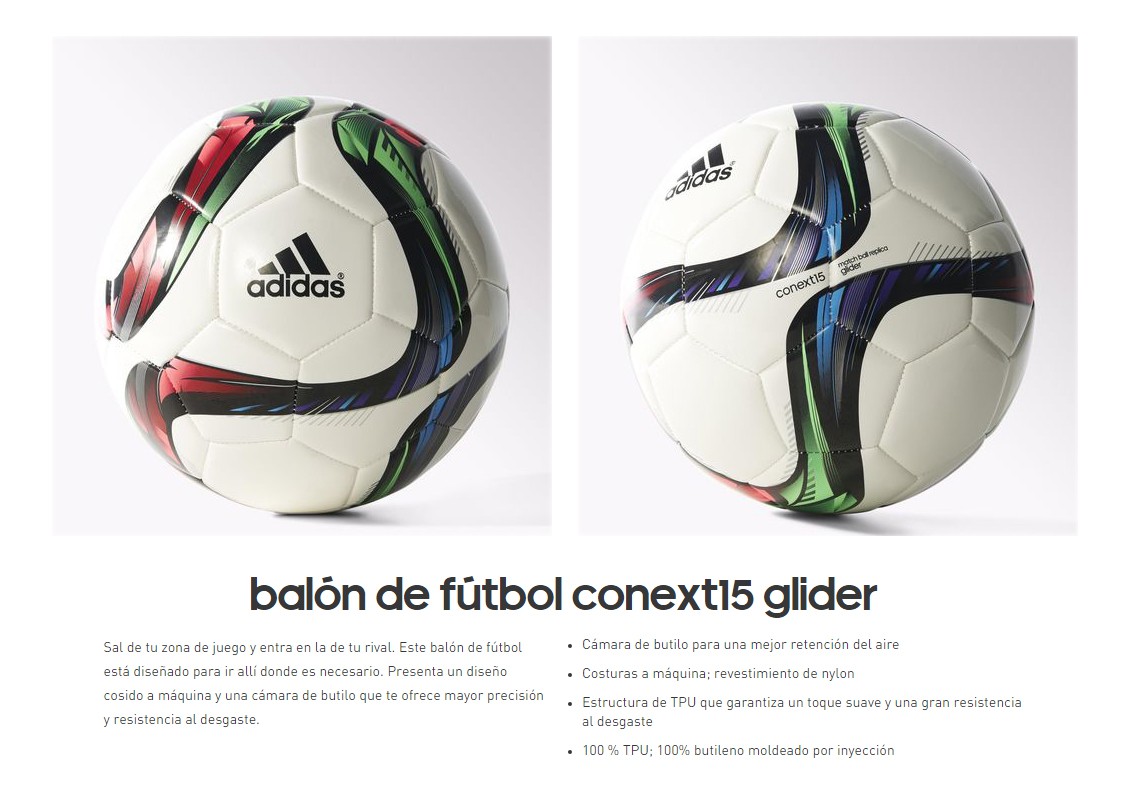 adidas®
adidas®
conext15
match ball replica
glider
balón de fútbol conext15 glider
Sal de tu zona de juego y entra en la de tu rival. Este balón de fútbol
está diseñado para ir allí donde es necesario. Presenta un diseño
cosido a máquina y una cámara de butilo que te ofrece mayor precisión
y resistencia al desgaste.
• Cámara de butilo para una mejor retención del aire
• Costuras a máquina; revestimiento de nylon
• Estructura de TPU que garantiza un toque suave y una gran resistencia
al desgaste
• 100 % TPU; 100% butileno moldeado por inyección